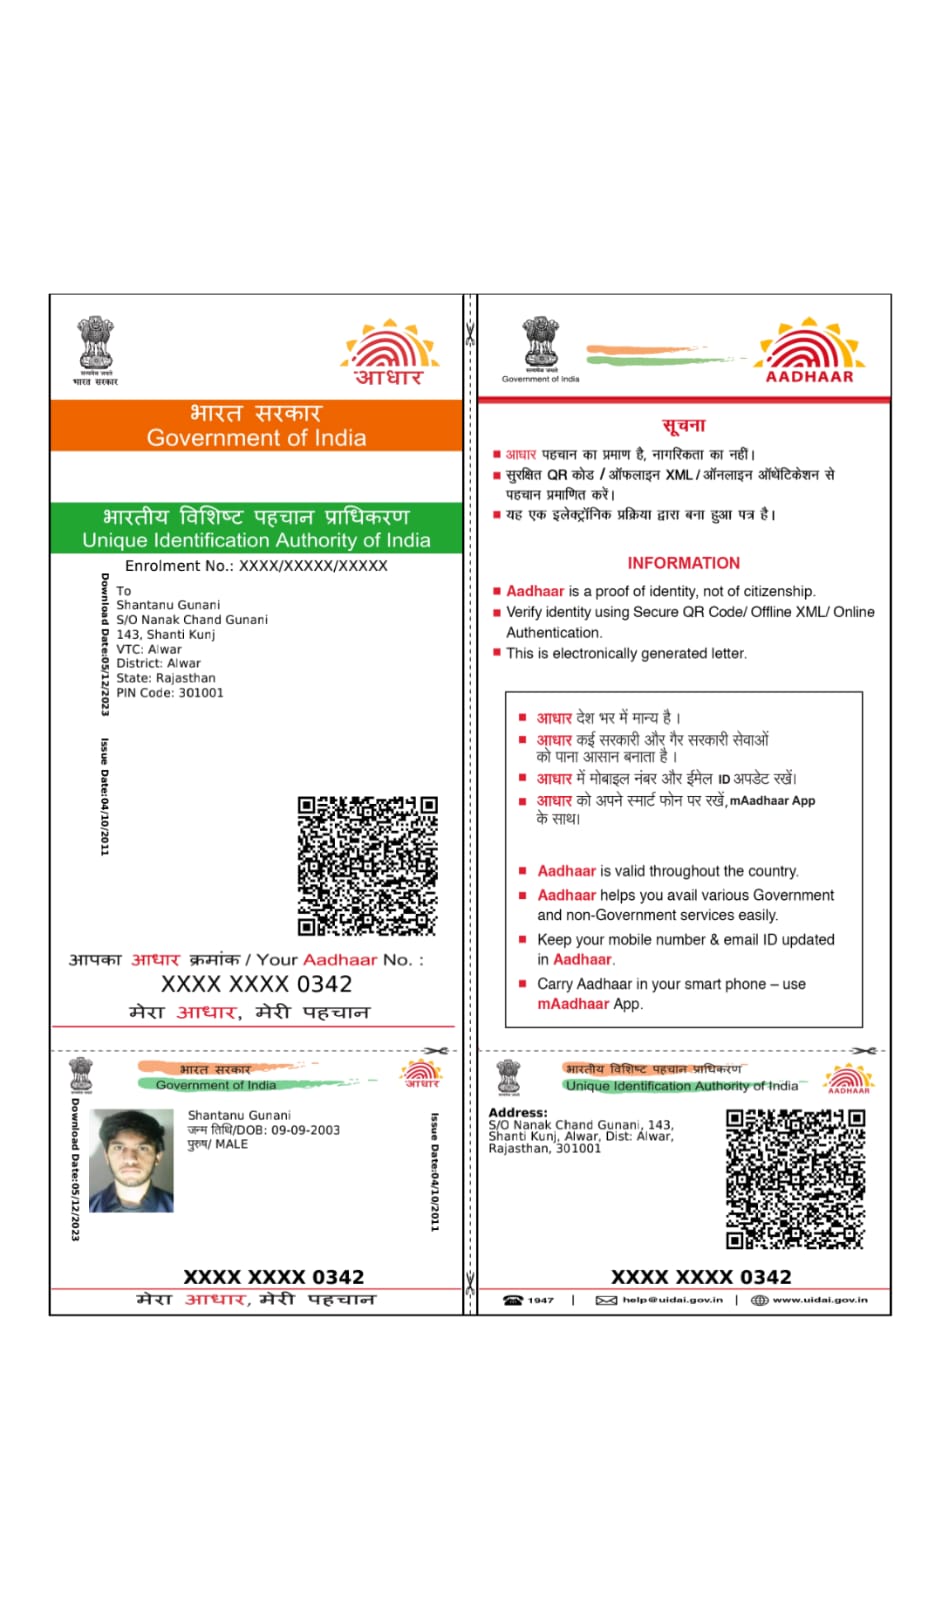 सत्यमेव जयते
भारत सरकार
आधार
भारत सरकार
Government of India
भारतीय विशिष्ट पहचान प्राधिकरण
Unique Identification Authority of India
Enrolment No.: XXXX/XXXXX/XXXXX
Download Date:05/12/2023
Issue Date:04/10/2011
To
Shantanu Gunani
S/O Nanak Chand Gunani
143, Shanti Kunj
VTC: Alwar
District: Alwar
State: Rajasthan
PIN Code: 301001
आपका आधार क्रमांक / Your Aadhaar No. :
XXXX XXXX 0342
मेरा आधार, मेरी पहचान
सत्यमेव जयते
Government of India
AADHAAR
सूचना
आधार पहचान का प्रमाण है, नागरिकता का नहीं।
सुरक्षित QR कोड / ऑफलाइन XML / ऑनलाइन ऑथेंटिकेशन से
पहचान प्रमाणित करें।
यह एक इलेक्ट्रॉनिक प्रक्रिया द्वारा बना हुआ पत्र है।
INFORMATION
Aadhaar is a proof of identity, not of citizenship.
Verify identity using Secure QR Code/ Offline XML/ Online
Authentication.
This is electronically generated letter.
आधार देश भर में मान्य है ।
आधार कई सरकारी और गैर सरकारी सेवाओं
को पाना आसान बनाता है ।
आधार में मोबाइल नंबर और ईमेल ID अपडेट रखें।
आधार को अपने स्मार्ट फोन पर रखें, mAadhaar App
के साथ।
Aadhaar is valid throughout the country.
Aadhaar helps you avail various Government
and non-Government services easily.
Keep your mobile number & email ID updated
in Aadhaar.
Carry Aadhaar in your smart phone – use
mAadhaar App.
भारत सरकार
Government of India
आधार
Download Date:05/12/2023
Shantanu Gunani
जन्म तिथि/DOB: 09-09-2003
पुरुष/ MALE
Issue Date:04/10/2011
XXXX XXXX 0342
मेरा आधार, मेरी पहचान
भारतीय विशिष्ट पहचान प्राधिकरण
Unique Identification Authority of India
AADHAAR
Address:
S/O Nanak Chand Gunani, 143,
Shanti Kunj, Alwar, Dist: Alwar,
Rajasthan, 301001
XXXX XXXX 0342
1947 | help@uidai.gov.in | www.uidai.gov.in